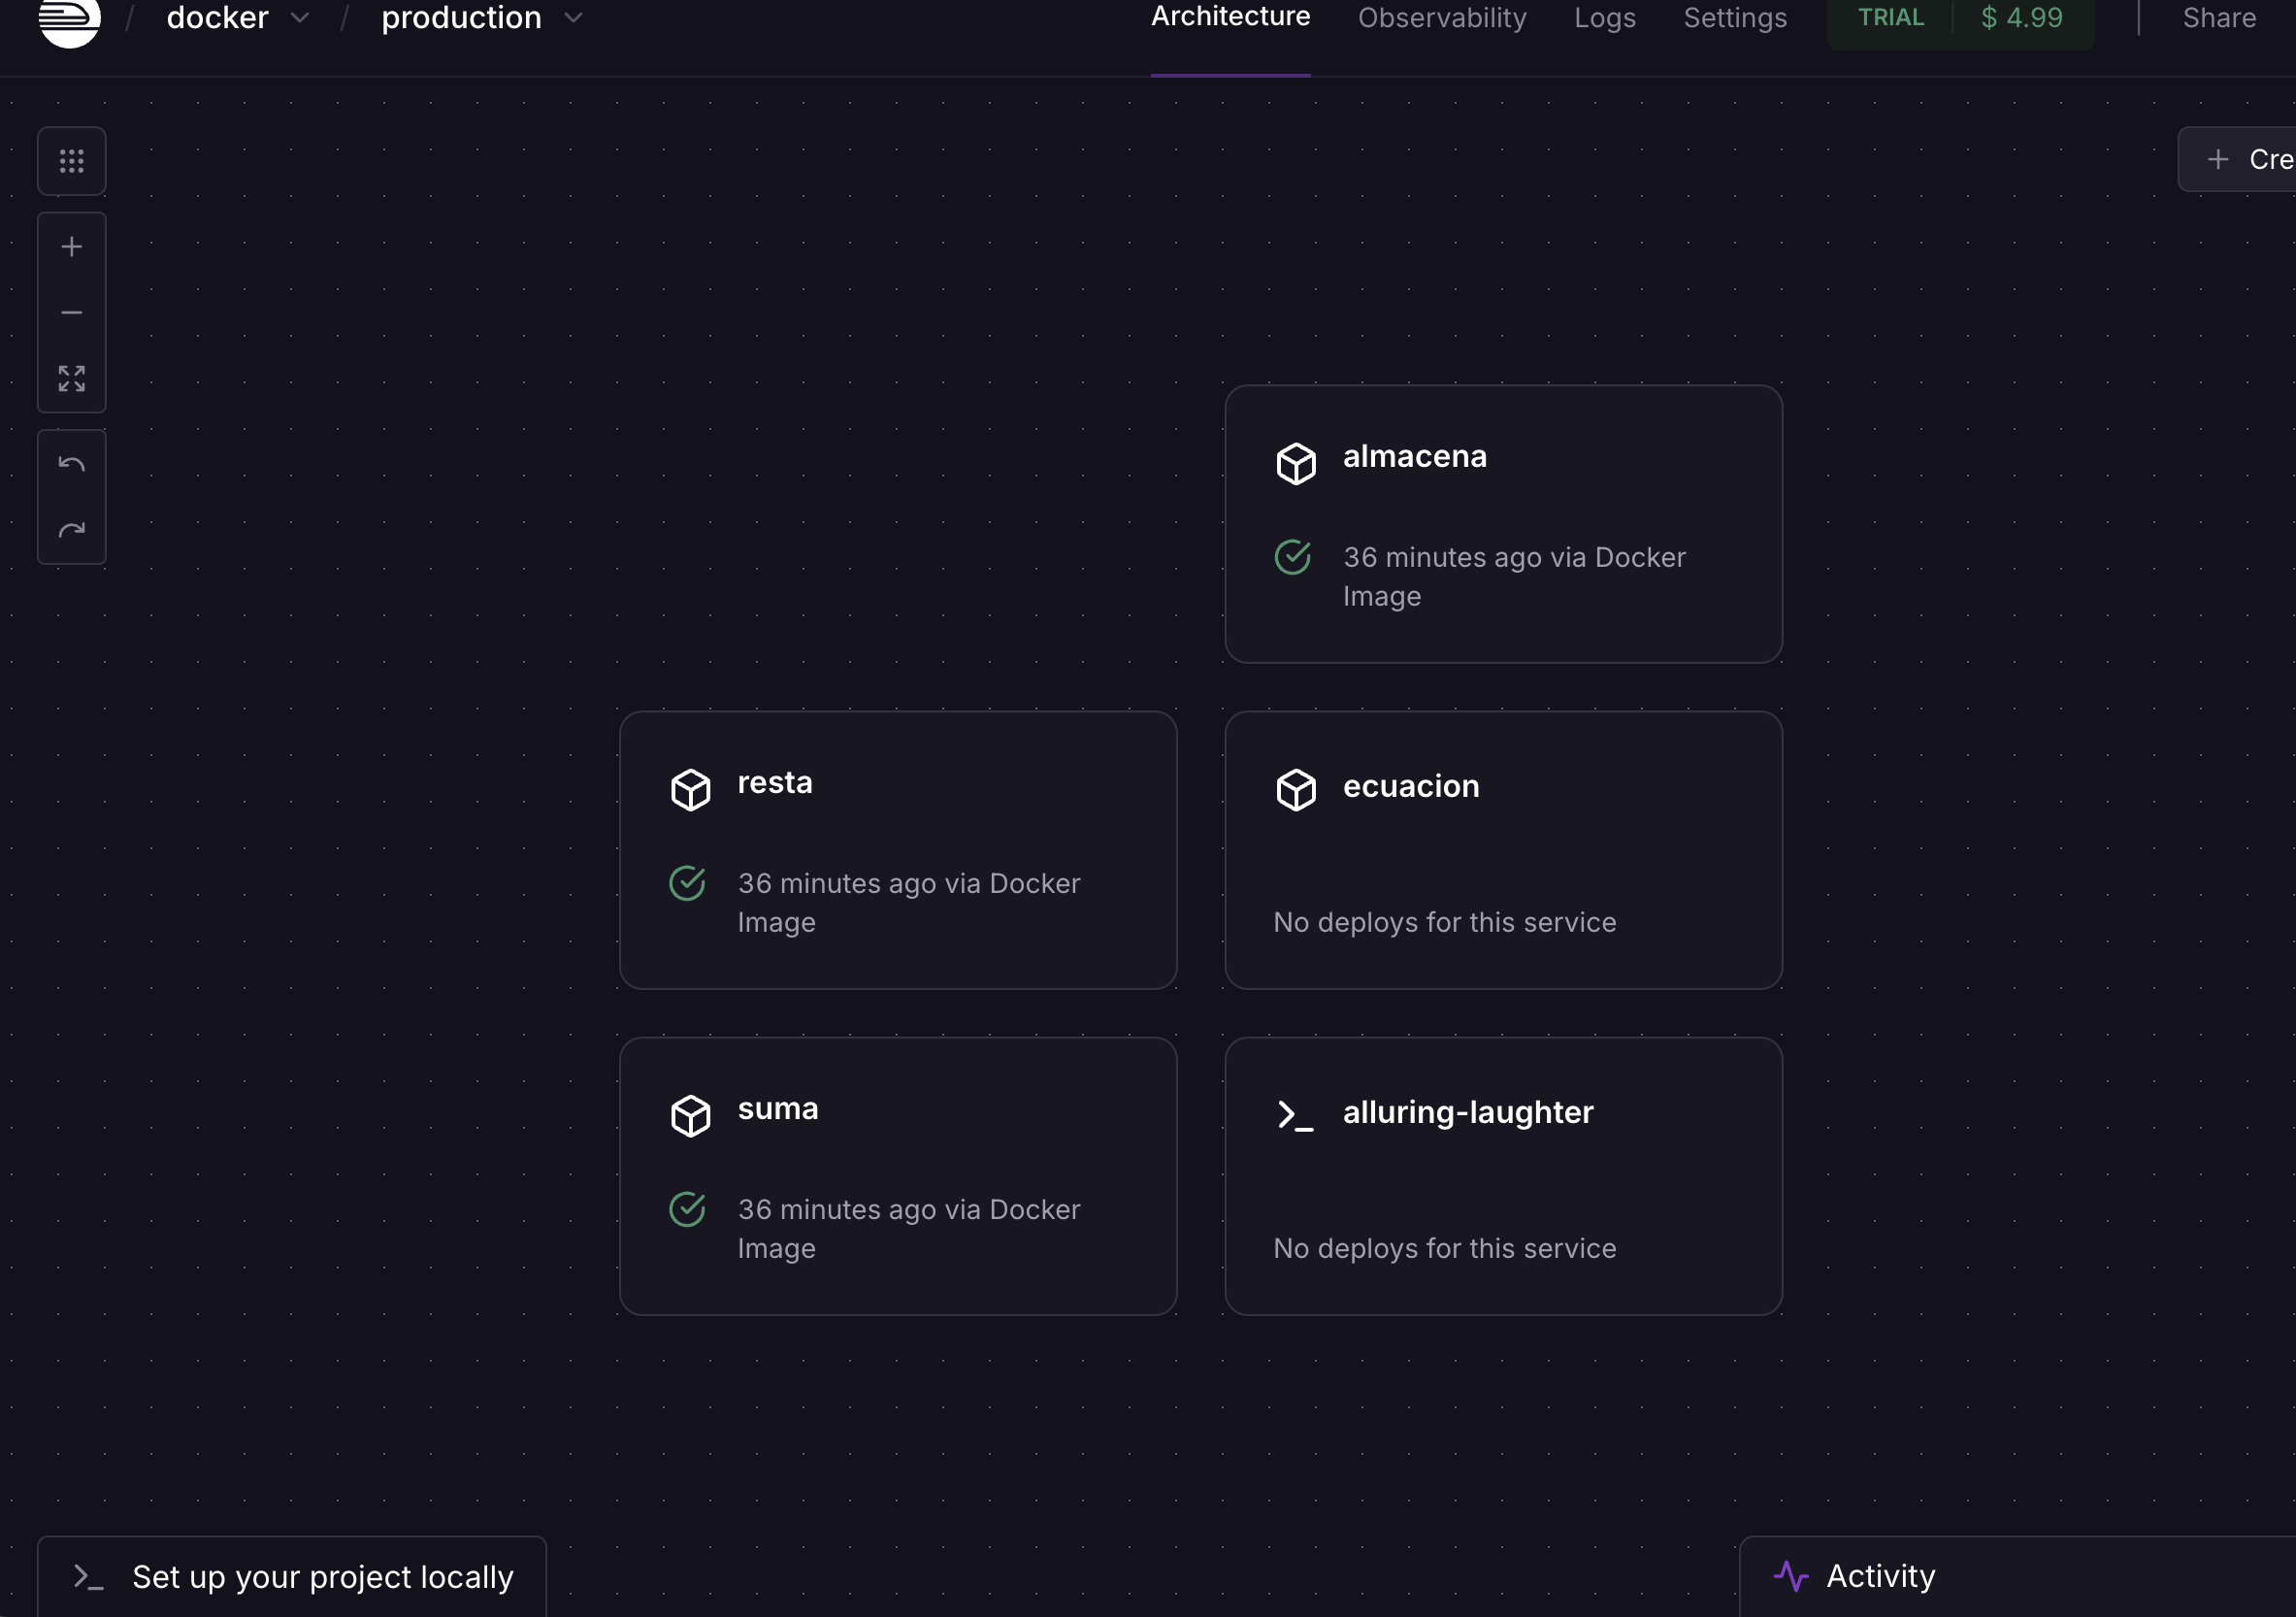 / docker / production Architecture Observability Logs Settings TRIAL $ 4.99 Share
Cre
almacena
36 minutes ago via Docker
Image
resta
36 minutes ago via Docker
Image
ecuacion
No deploys for this service
suma
36 minutes ago via Docker
Image
alluring-laughter
No deploys for this service
Set up your project locally
Activity